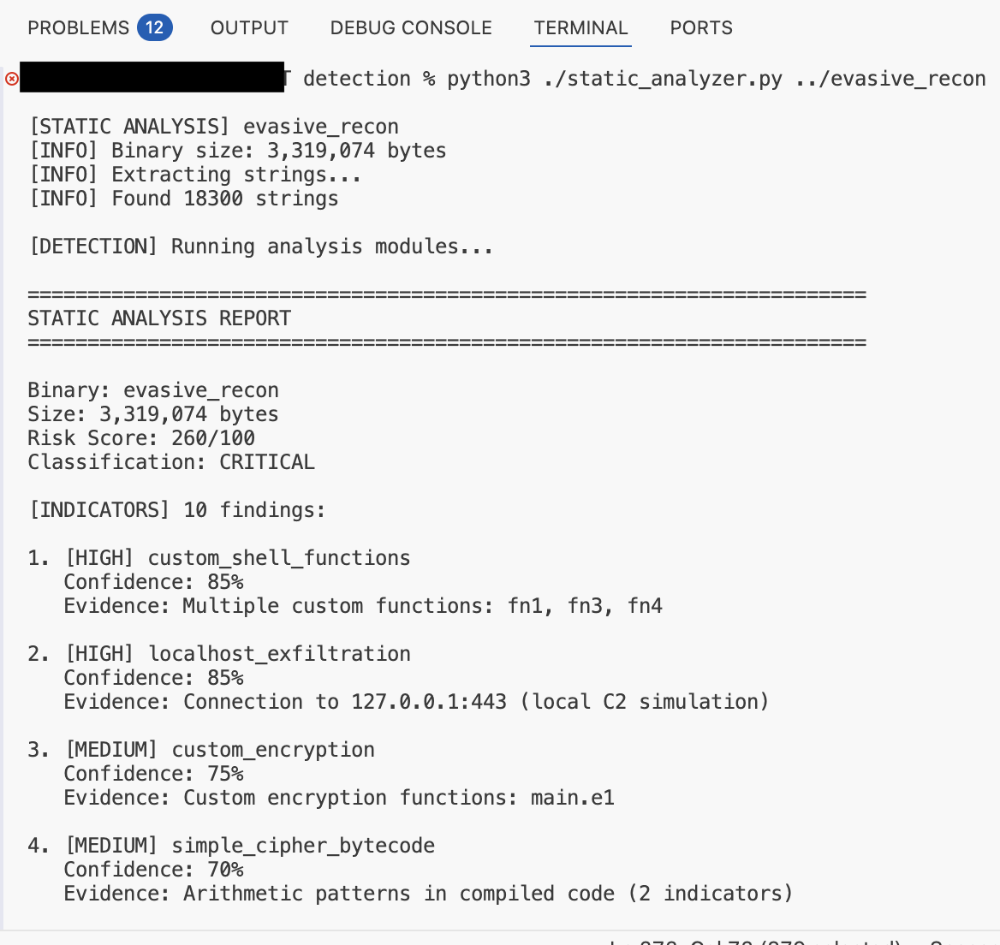 PROBLEMS 12 OUTPUT DEBUG CONSOLE TERMINAL PORTS
detection % python3 ./static_analyzer.py ../evasive_recon
[STATIC ANALYSIS] evasive_recon
[INFO] Binary size: 3,319,074 bytes
[INFO] Extracting strings...
[INFO] Found 18300 strings
[DETECTION] Running analysis modules...
======================================================================
STATIC ANALYSIS REPORT
======================================================================
Binary: evasive_recon
Size: 3,319,074 bytes
Risk Score: 260/100
Classification: CRITICAL
[INDICATORS] 10 findings:
1. [HIGH] custom_shell_functions
Confidence: 85%
Evidence: Multiple custom functions: fn1, fn3, fn4
2. [HIGH] localhost_exfiltration
Confidence: 85%
Evidence: Connection to 127.0.0.1:443 (local C2 simulation)
3. [MEDIUM] custom_encryption
Confidence: 75%
Evidence: Custom encryption functions: main.e1
4. [MEDIUM] simple_cipher_bytecode
Confidence: 70%
Evidence: Arithmetic patterns in compiled code (2 indicators)